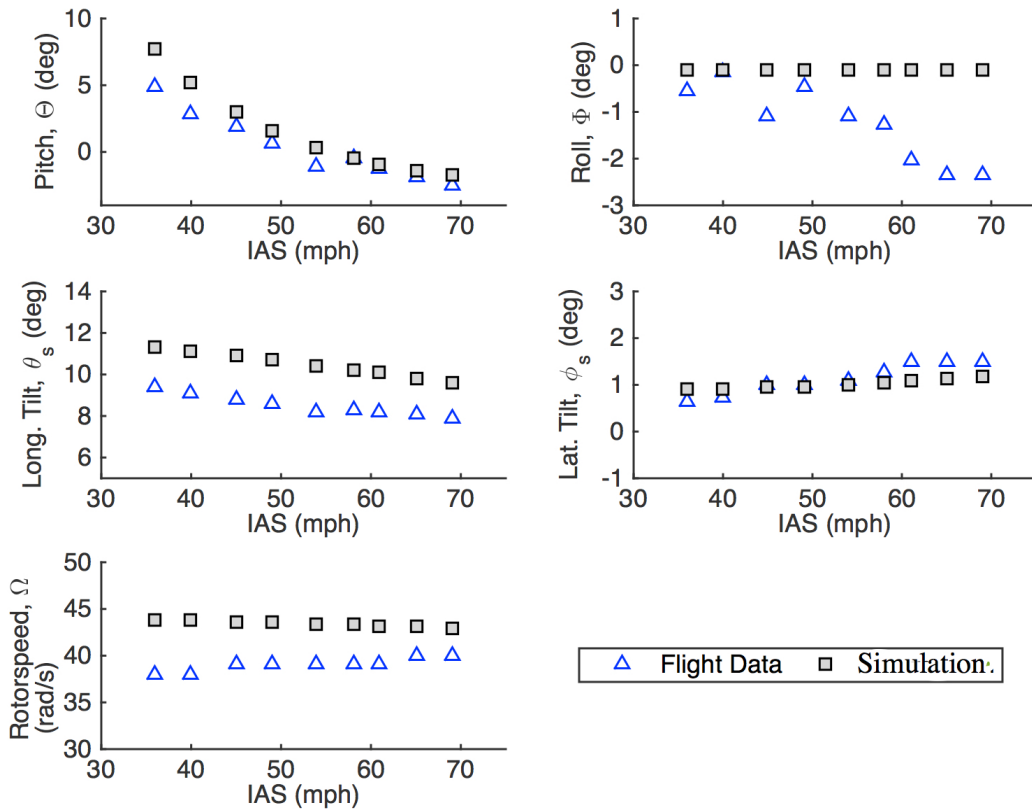 10
5
0
30 40 50 60 70
IAS (mph)
Pitch, Θ (deg)
1
0
-1
-2
-3
30 40 50 60 70
IAS (mph)
Roll, Φ (deg)
14
12
10
8
6
30 40 50 60 70
IAS (mph)
Long. Tilt, θs (deg)
3
2
1
0
-1
30 40 50 60 70
IAS (mph)
Lat. Tilt, ϕs (deg)
50
45
40
35
30
30 40 50 60 70
IAS (mph)
Rotorspeed, Ω
(rad/s)
Flight Data Simulation.